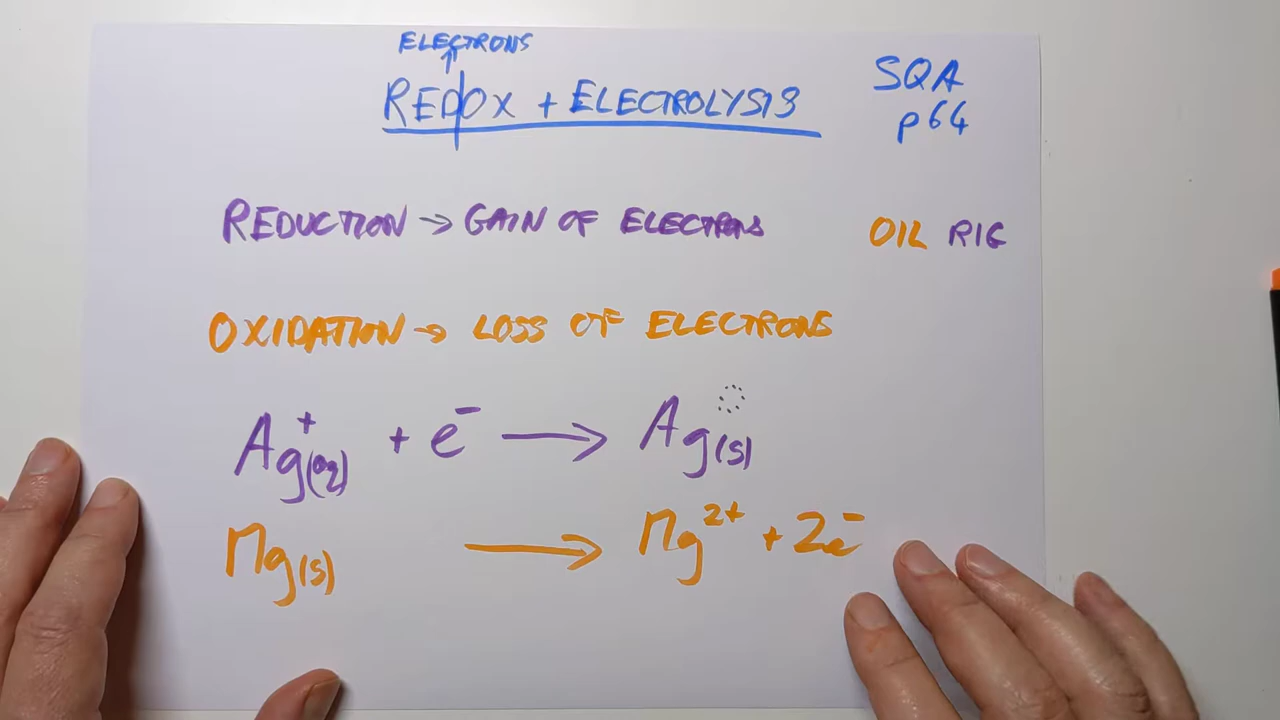 ELECTRONS
REDOX + ELECTROLYSIS
SQA
p64
REDUCTION → GAIN OF ELECTRONS
OIL RIG
OXIDATION → LOSS OF ELECTRONS
Ag⁺(aq) + e⁻ → Ag(s)
Mg(s) → Mg²⁺ + 2e⁻